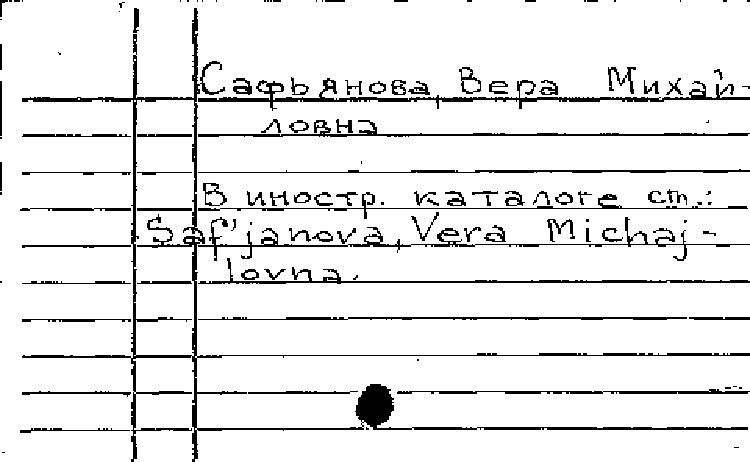 Сафьянова, Вера Михай-
ловна
В иностр. каталоге см.:
Saf'janova, Vera Michaj-
lovna.